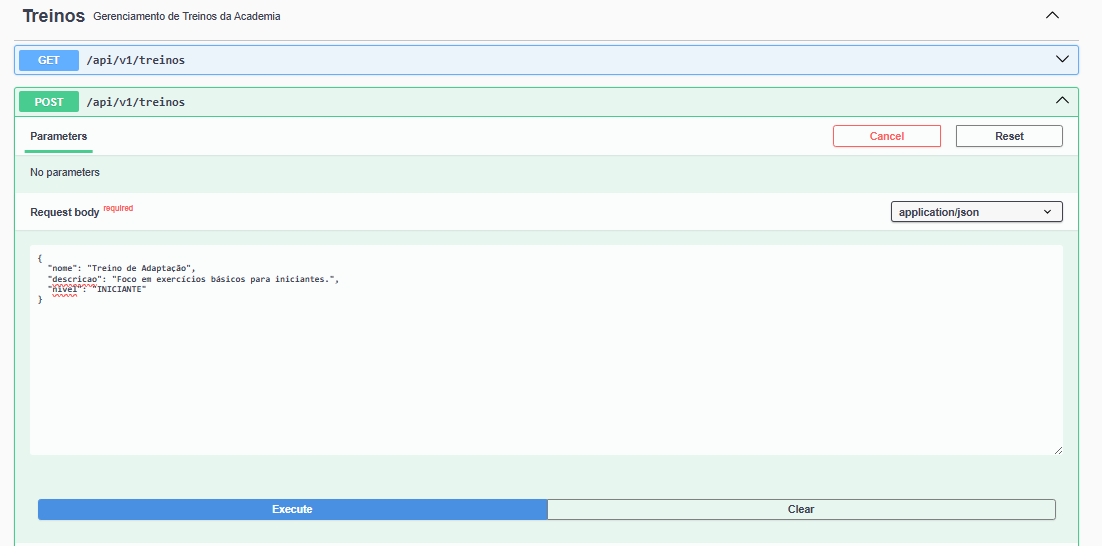 Treinos Gerenciamento de Treinos da Academia
GET /api/v1/treinos
POST /api/v1/treinos
Parameters
Cancel
Reset
No parameters
Request body required
application/json
{
  "nome": "Treino de Adaptação",
  "descricao": "Foco em exercícios básicos para iniciantes.",
  "nivel": "INICIANTE"
}
Execute
Clear